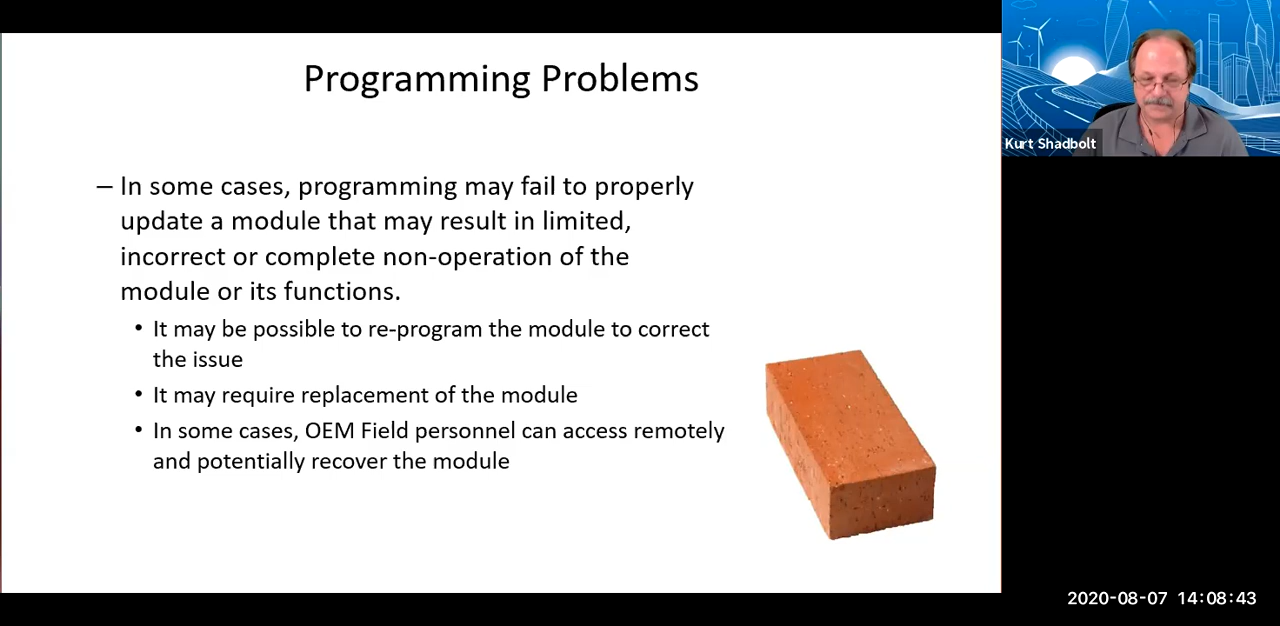 Programming Problems
– In some cases, programming may fail to properly
update a module that may result in limited,
incorrect or complete non-operation of the
module or its functions.
• It may be possible to re-program the module to correct
the issue
• It may require replacement of the module
• In some cases, OEM Field personnel can access remotely
and potentially recover the module
Kurt Shadbolt
2020-08-07 14:08:43